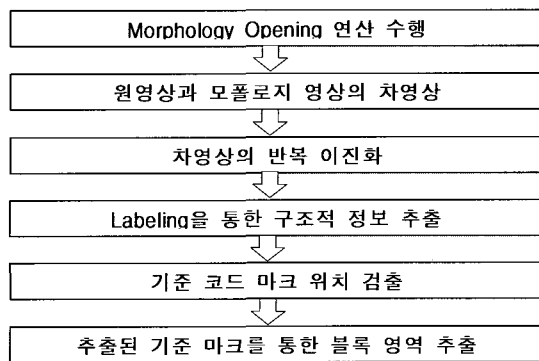 Morphology Opening 연산 수행
원영상과 모폴로지 영상의 차영상
차영상의 반복 이진화
Labeling을 통한 구조적 정보 추출
기준 코드 마크 위치 검출
추출된 기준 마크를 통한 블록 영역 추출